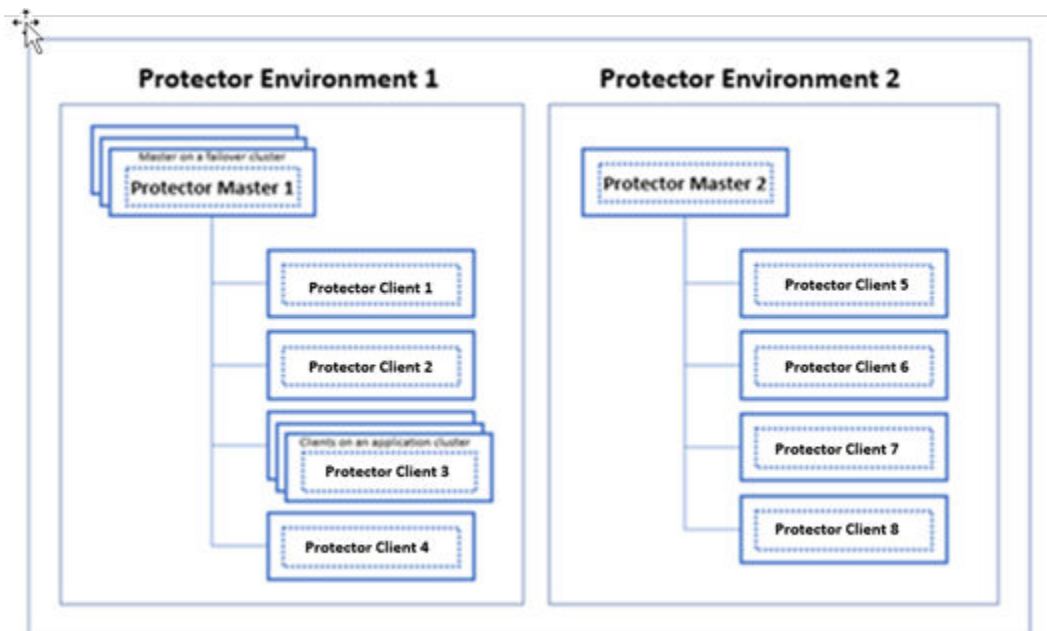 Protector Environment 1
Master on a failover cluster
Protector Master 1
Protector Client 1
Protector Client 2
Clients on an application cluster
Protector Client 3
Protector Client 4
Protector Environment 2
Protector Master 2
Protector Client 5
Protector Client 6
Protector Client 7
Protector Client 8